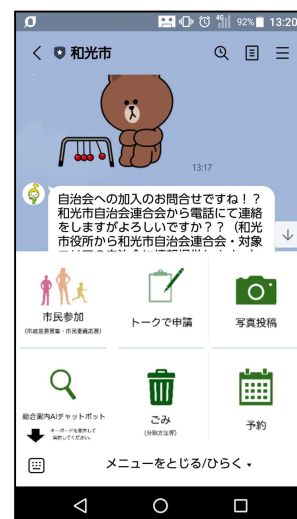 4G 92% 13:20
和光市
13:17
自治会への加入のお問合せですね！？
和光市自治会連合会から電話にて連絡
をしますがよろしいですか？？（和光
市役所から和光市自治会連合会・対象
市民参加
トークで申請
写真投稿
(市政意見募集・市民委員応募)
総合案内AIチャットボット
キーボードを表示して
質問してください。
ごみ
(分別方法等)
予約
メニューをとじる/ひらく